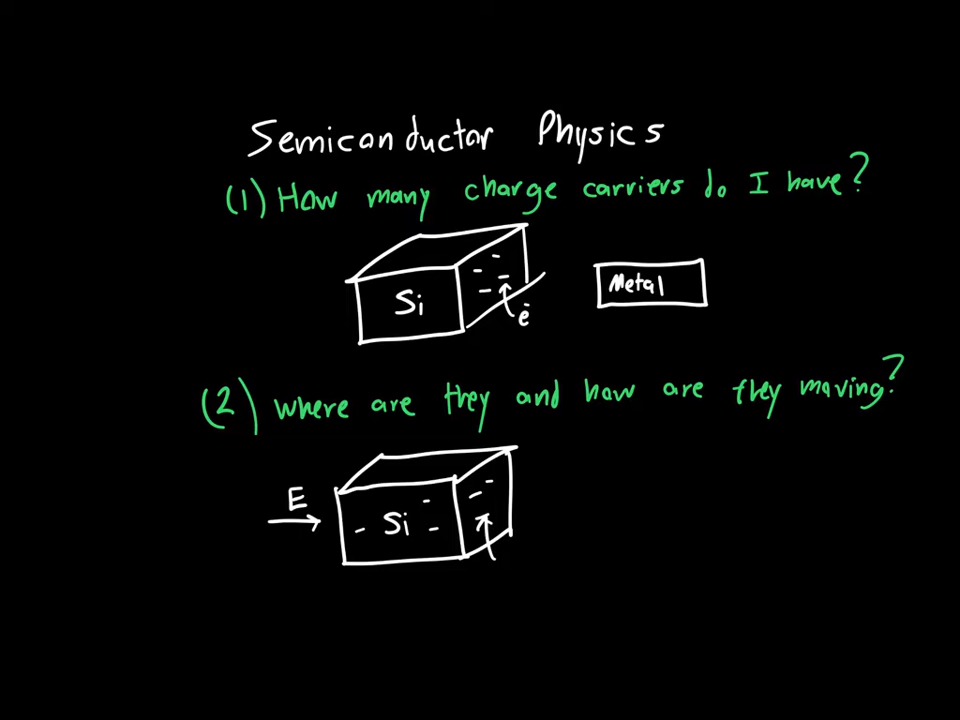 Semiconductor Physics
(1) How many charge carriers do I have?
Si
e-
Metal
(2) where are they and how are they moving?
E
Si